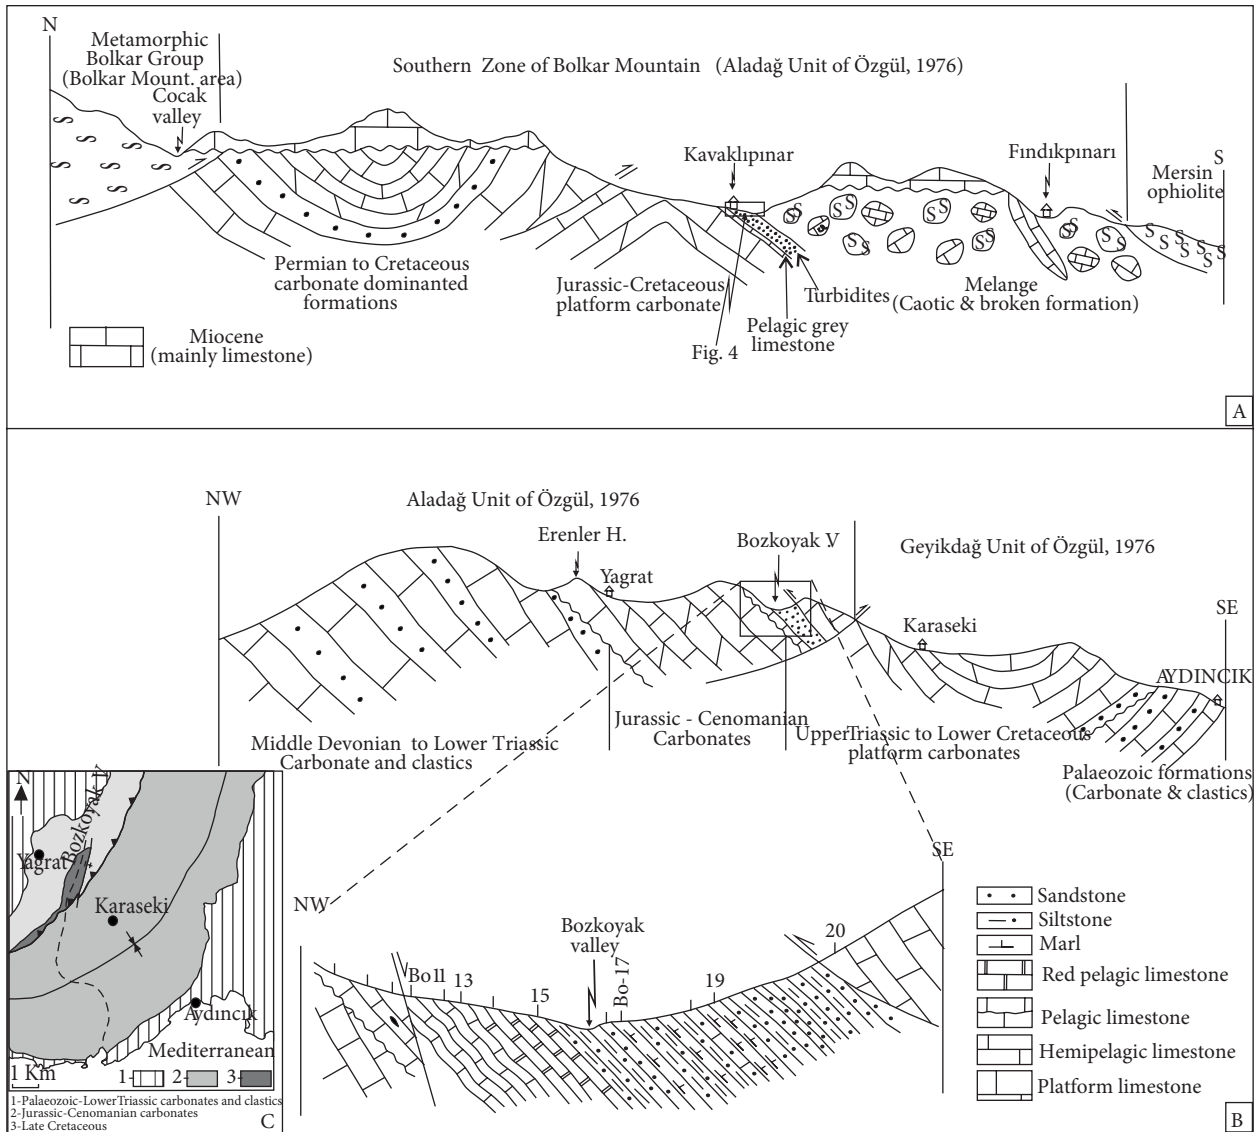 N
Metamorphic
Bolkar Group
(Bolkar Mount. area)
Cocak
valley
Southern Zone of Bolkar Mountain (Aladağ Unit of Özgül, 1976)
Kavaklıpınar
Fındıkpınarı
S
Mersin
ophiolite
Permian to Cretaceous
carbonate dominanted
formations
Jurassic-Cretaceous
platform carbonate
Turbidites
Melange
(Caotic & broken formation)
Pelagic grey
limestone
Fig. 4
Miocene
(mainly limestone)
A
NW
Aladağ Unit of Özgül, 1976
Erenler H.
Yagrat
Bozkoyak V
Geyikdağ Unit of Özgül, 1976
SE
Karaseki
AYDINCIK
Middle Devonian to Lower Triassic
Carbonate and clastics
Jurassic - Cenomanian
Carbonates
UpperTriassic to Lower Cretaceous
platform carbonates
Palaeozoic formations
(Carbonate & clastics)
N
Bozkoyak V
Yagrat
Karaseki
Aydıncık
Mediterranean
1 Km
1- 2- 3-
1-Palaeozoic-LowerTriassic carbonates and clastics
2-Jurassic-Cenomanian carbonates
3-Late Cretaceous
C
NW
SE
Bo11
13
15
Bozkoyak
valley
Bo-17
19
20
Sandstone
Siltstone
Marl
Red pelagic limestone
Pelagic limestone
Hemipelagic limestone
Platform limestone
B